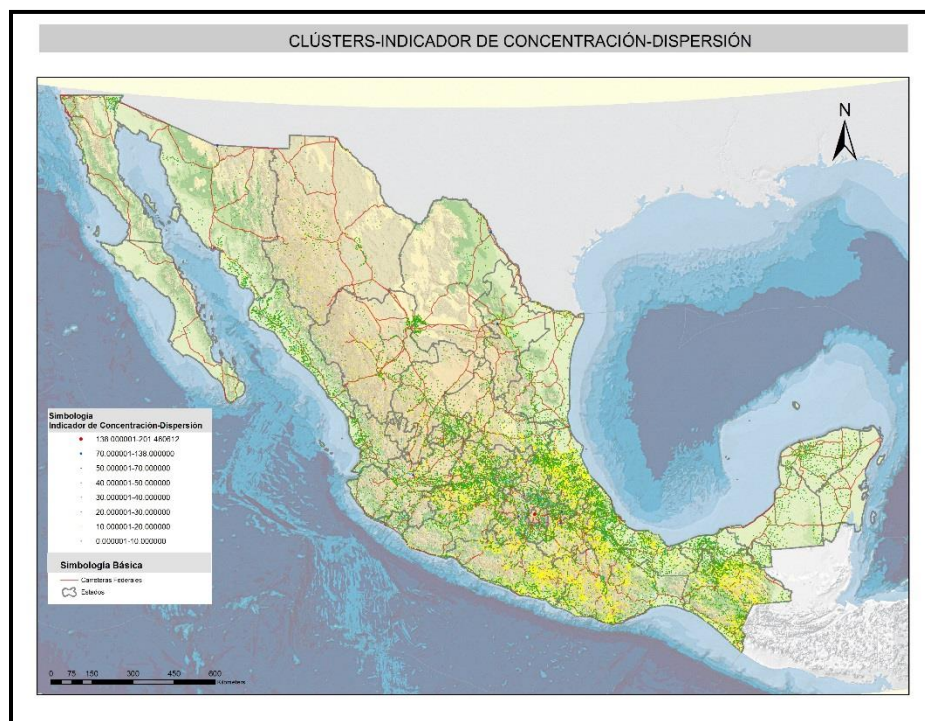 CLÚSTERS-INDICADOR DE CONCENTRACIÓN-DISPERSIÓN
N
Simbología
Indicador de Concentración-Dispersión
138.000001-201.460612
70.000001-138.000000
50.000001-70.000000
40.000001-50.000000
30.000001-40.000000
20.000001-30.000000
10.000001-20.000000
0.000001-10.000000
Simbología Básica
Carreteras Federales
Estados
0 75 150 300 450 600
Kilometers